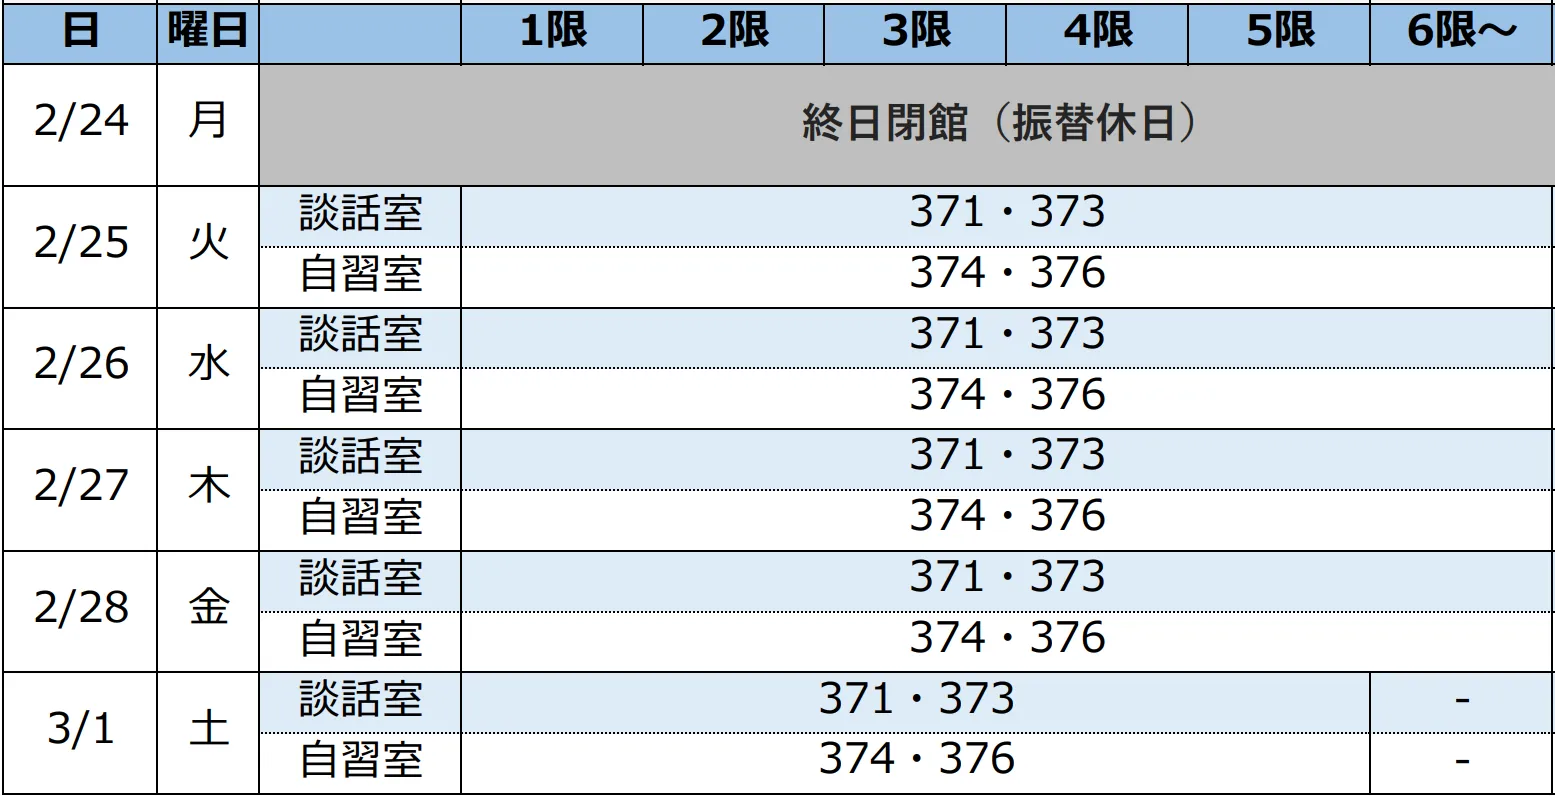 日 曜日 1限 2限 3限 4限 5限 6限～
2/24 月 終日閉館（振替休日）
2/25 火 談話室 371・373
自習室 374・376
2/26 水 談話室 371・373
自習室 374・376
2/27 木 談話室 371・373
自習室 374・376
2/28 金 談話室 371・373
自習室 374・376
3/1 土 談話室 371・373 -
自習室 374・376 -